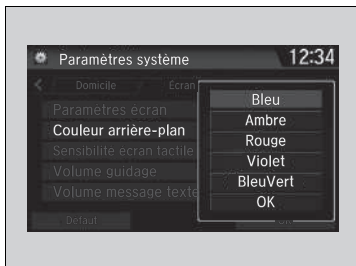 Paramètres système
12:34
Domicile
Écran
Paramètres écran
Couleur arrière-plan
Sensibilité écran tactile
Volume guidage
Volume message texte
Défaut
OK
Bleu
Ambre
Rouge
Violet
BleuVert
OK